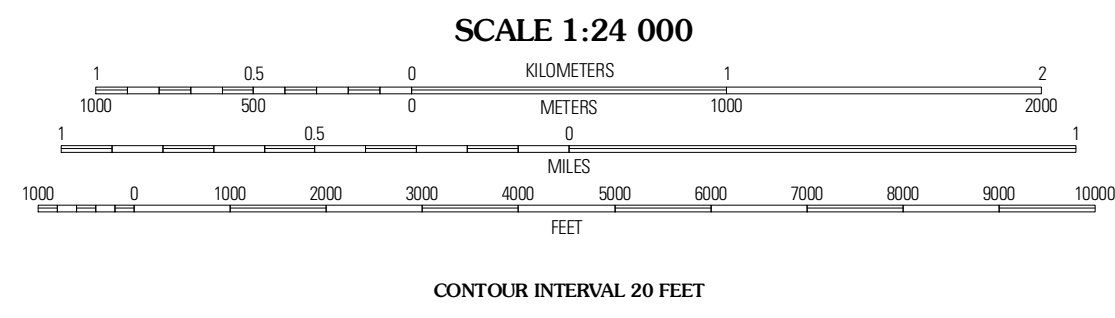 SCALE 1:24 000
1 0.5 0 KILOMETERS 1 2
1000 500 0 METERS 1000 2000
1 0.5 0 1
MILES
1000 0 1000 2000 3000 4000 5000 6000 7000 8000 9000 10000
FEET
CONTOUR INTERVAL 20 FEET